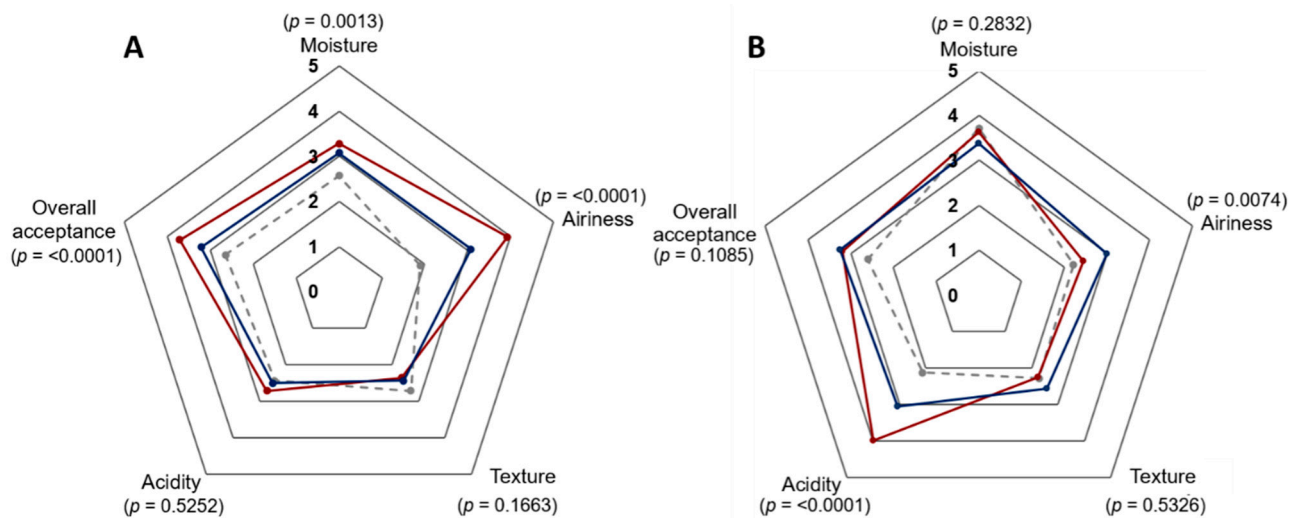 A
(p = 0.0013)
Moisture
5
4
3
2
1
0
(p = <0.0001)
Airiness
Overall
acceptance
(p = <0.0001)
Acidity
(p = 0.5252)
Texture
(p = 0.1663)
B
(p = 0.2832)
Moisture
5
4
3
2
1
0
(p = 0.0074)
Airiness
Overall
acceptance
(p = 0.1085)
Acidity
(p = <0.0001)
Texture
(p = 0.5326)